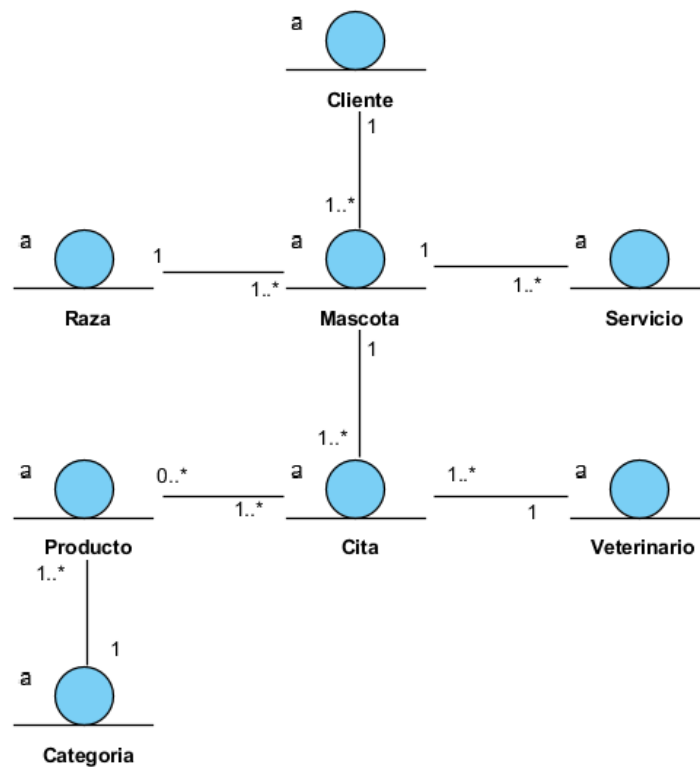 a
Cliente
1
1..*
a
a
a
1
1
1..*
1..*
Raza
Mascota
Servicio
1
1..*
a
a
a
0..*
1..*
1..*
1
Producto
Cita
Veterinario
1..*
1
a
Categoria